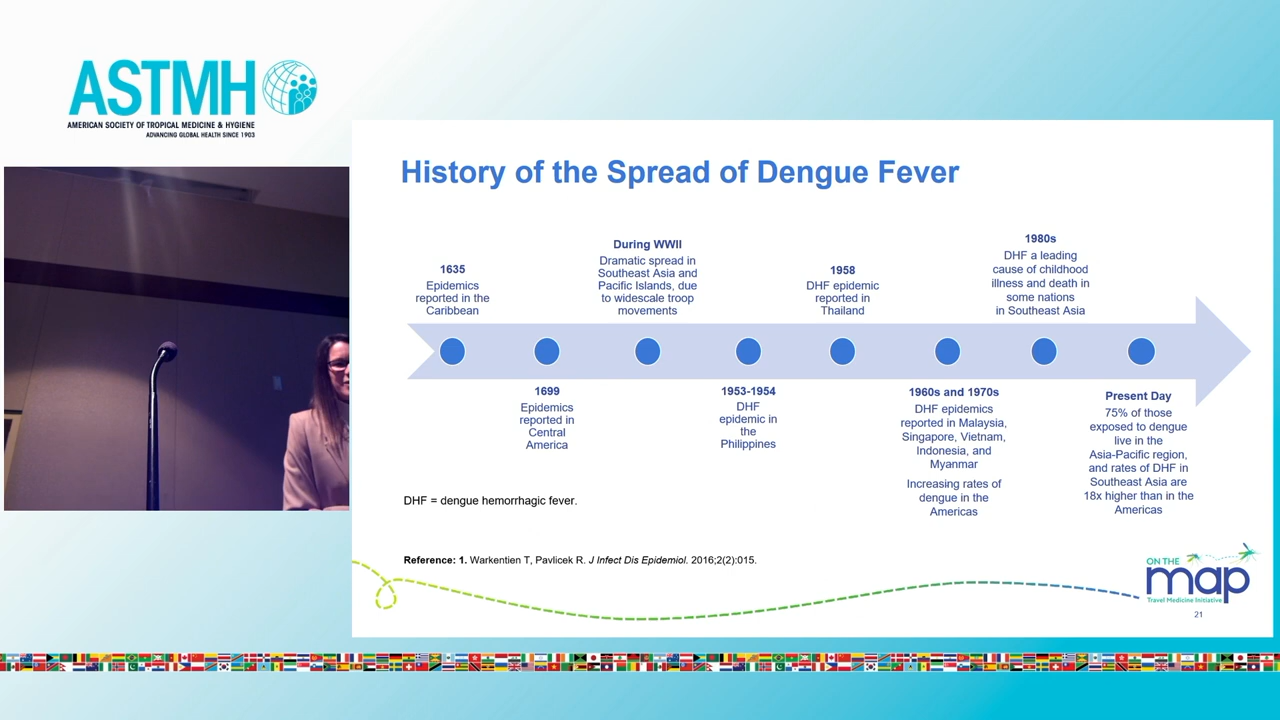 ASTMH
AMERICAN SOCIETY OF TROPICAL MEDICINE & HYGIENE
ADVANCING GLOBAL HEALTH SINCE 1903
History of the Spread of Dengue Fever
1635
Epidemics
reported in the
Caribbean
1699
Epidemics
reported in
Central
America
During WWII
Dramatic spread in
Southeast Asia and
Pacific Islands, due
to widescale troop
movements
1953-1954
DHF
epidemic in
the
Philippines
1958
DHF epidemic
reported in
Thailand
1960s and 1970s
DHF epidemics
reported in Malaysia,
Singapore, Vietnam,
Indonesia, and
Myanmar
Increasing rates of
dengue in the
Americas
1980s
DHF a leading
cause of childhood
illness and death in
some nations
in Southeast Asia
Present Day
75% of those
exposed to dengue
live in the
Asia-Pacific region,
and rates of DHF in
Southeast Asia are
18x higher than in the
Americas
DHF = dengue hemorrhagic fever.
Reference: 1. Warkentien T, Pavlicek R. J Infect Dis Epidemiol. 2016;2(2):015.
ON THE
map
Travel Medicine Initiative
21